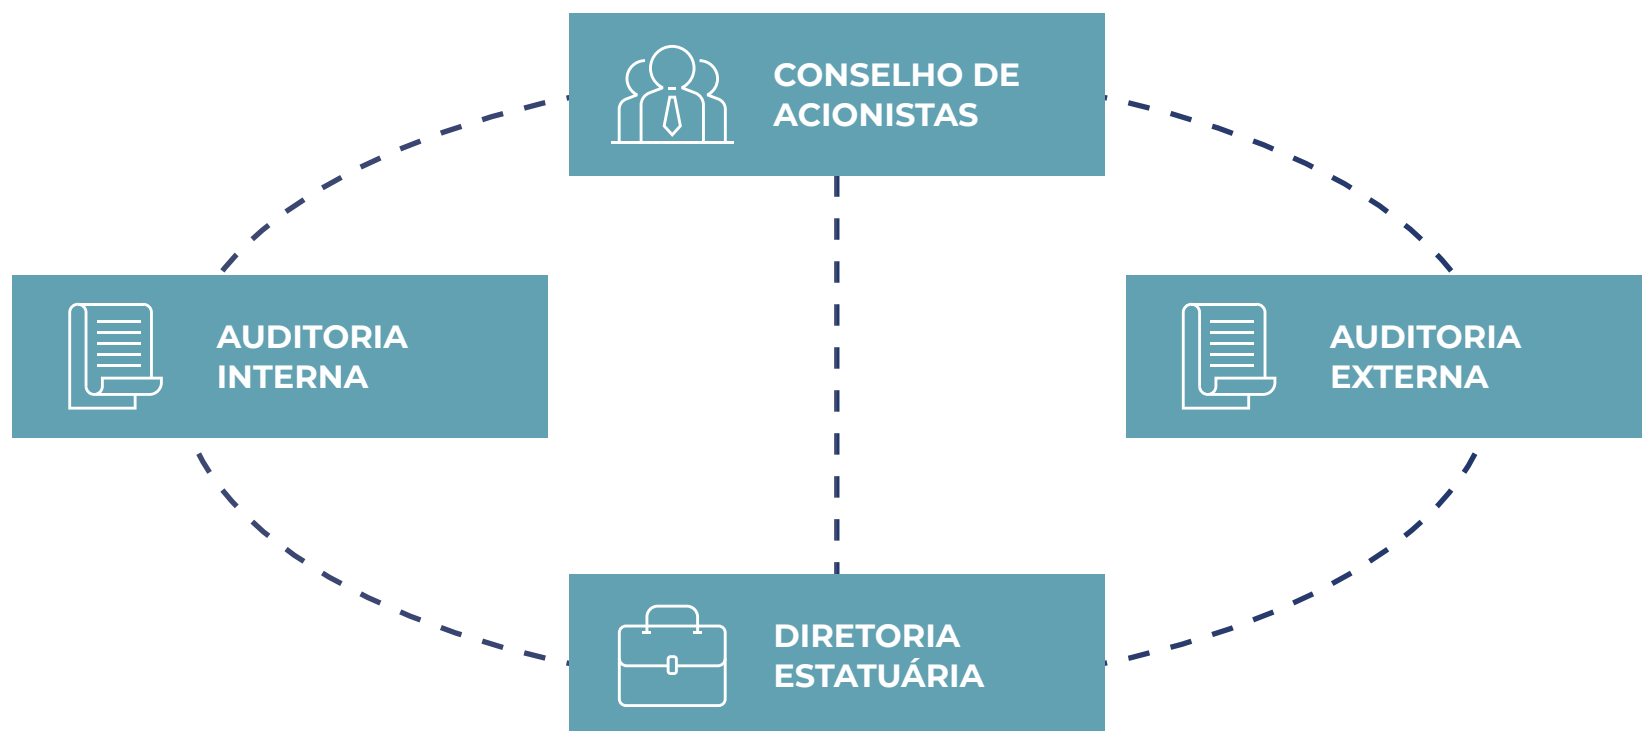 CONSELHO DE
ACIONISTAS
AUDITORIA
INTERNA
AUDITORIA
EXTERNA
DIRETORIA
ESTATUÁRIA